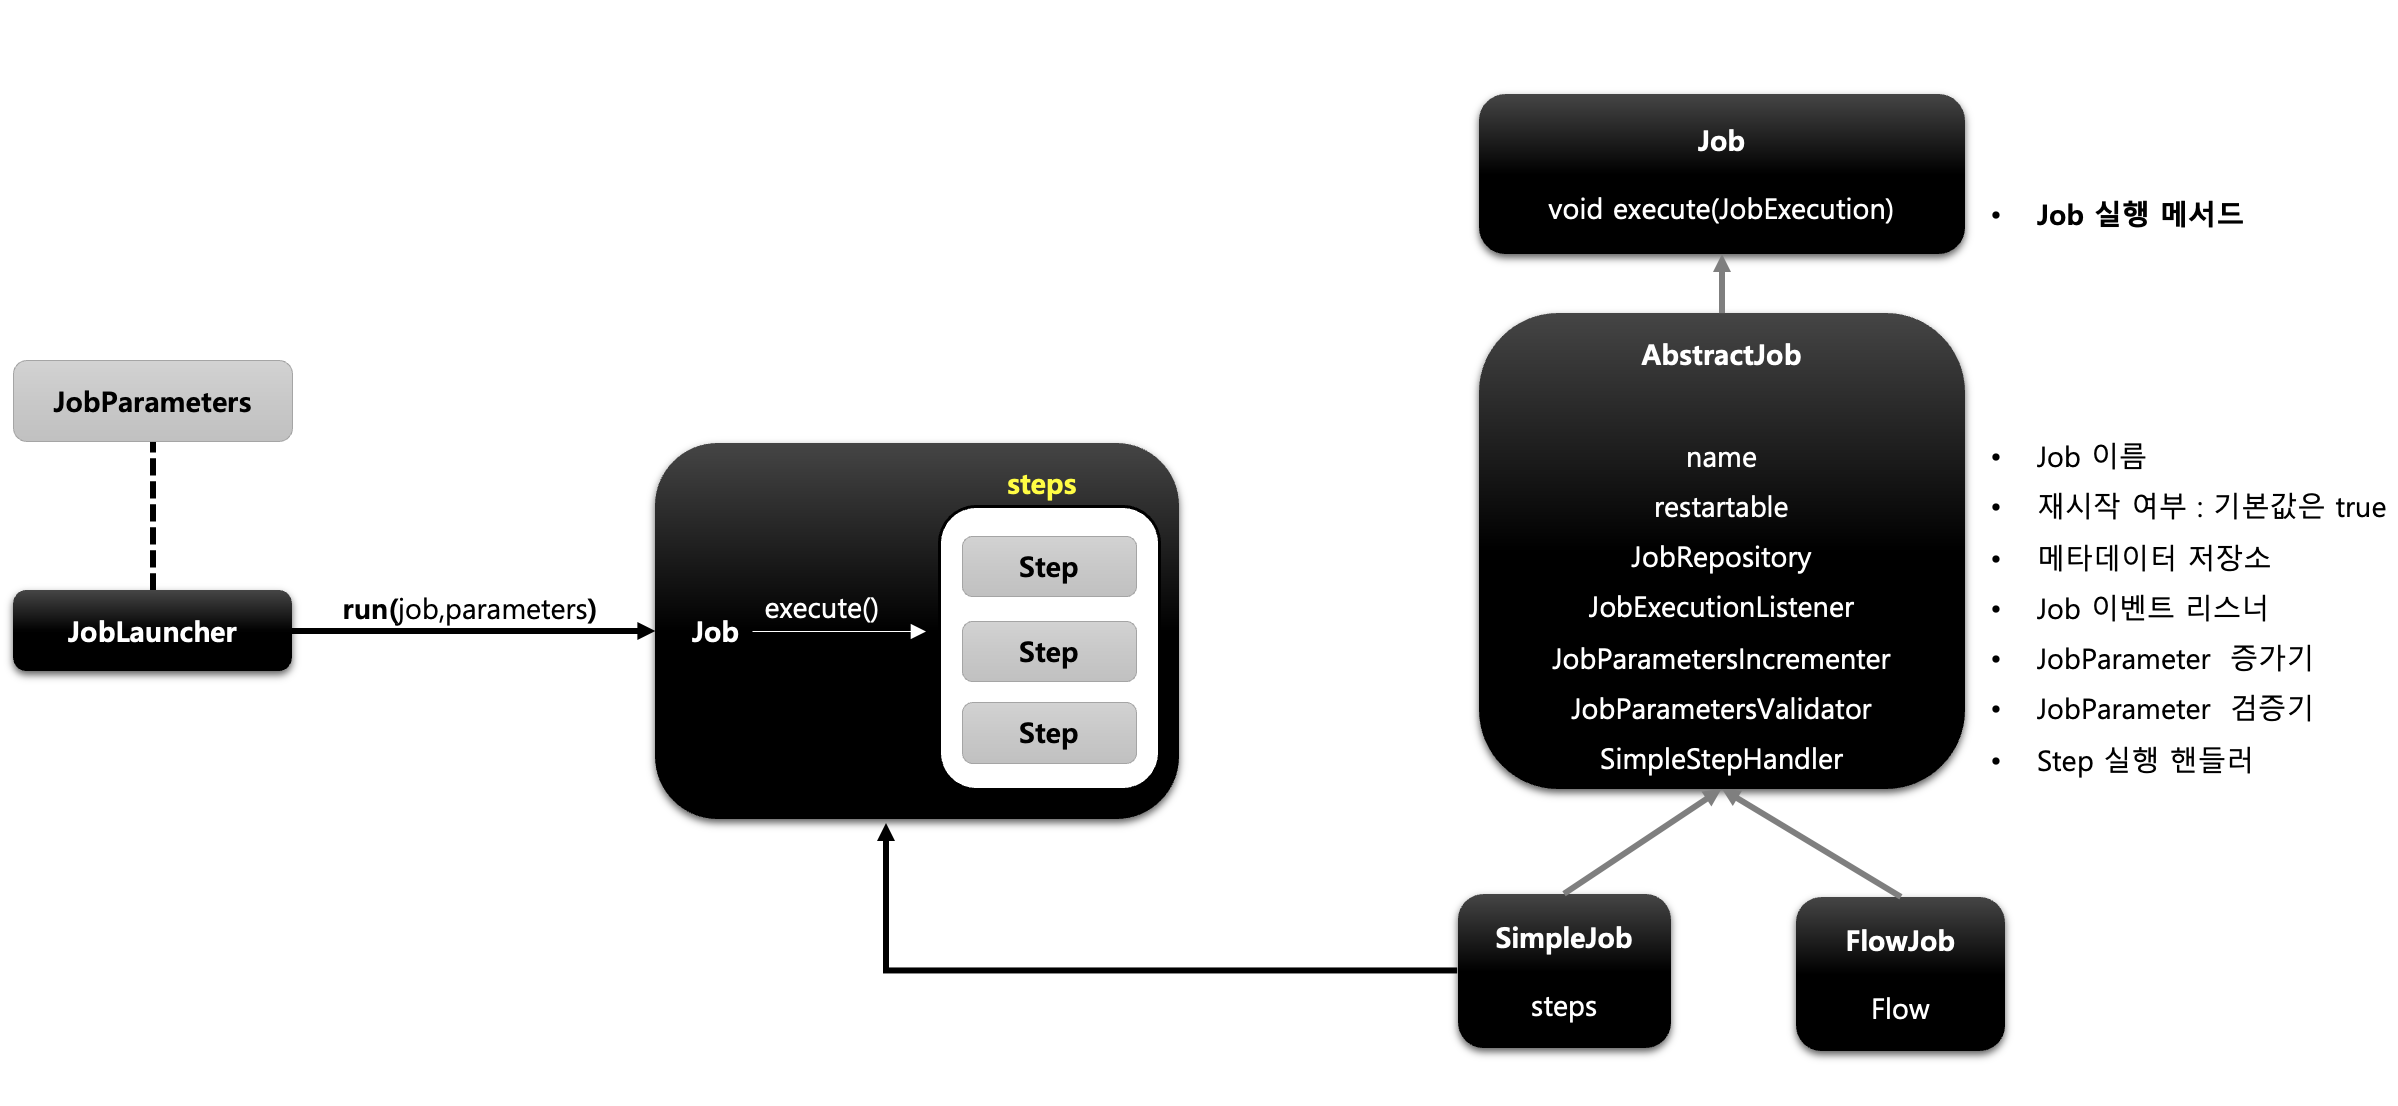 JobParameters
JobLauncher
run(job,parameters)
steps
Job
execute()
Step
Step
Step
Job
void execute(JobExecution)
• Job 실행 메서드
AbstractJob
name
restartable
JobRepository
JobExecutionListener
JobParametersIncrementer
JobParametersValidator
SimpleStepHandler
• Job 이름
• 재시작 여부 : 기본값은 true
• 메타데이터 저장소
• Job 이벤트 리스너
• JobParameter 증가기
• JobParameter 검증기
• Step 실행 핸들러
SimpleJob
steps
FlowJob
Flow